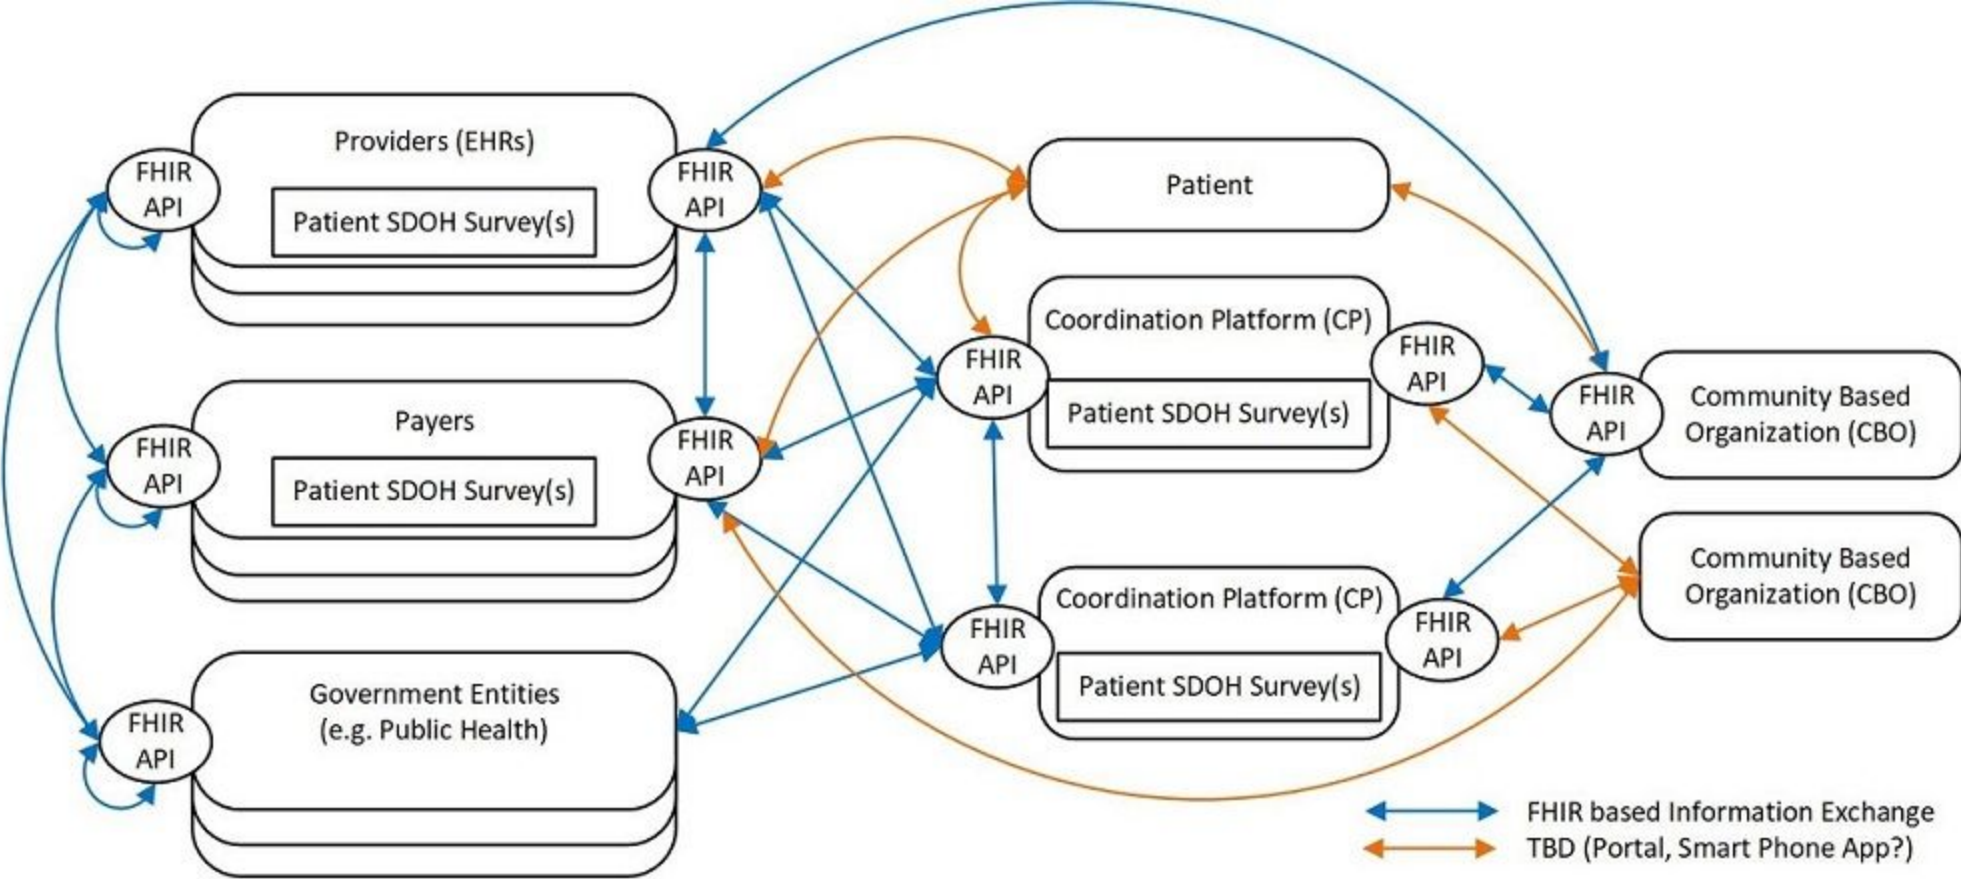 Providers (EHRs)
FHIR
API
Patient SDOH Survey(s)
FHIR
API
Patient
Coordination Platform (CP)
FHIR
API
Patient SDOH Survey(s)
FHIR
API
FHIR
API
Community Based
Organization (CBO)
Payers
FHIR
API
Patient SDOH Survey(s)
FHIR
API
Community Based
Organization (CBO)
Coordination Platform (CP)
FHIR
API
Patient SDOH Survey(s)
FHIR
API
Government Entities
(e.g. Public Health)
FHIR
API
FHIR based Information Exchange
TBD (Portal, Smart Phone App?)